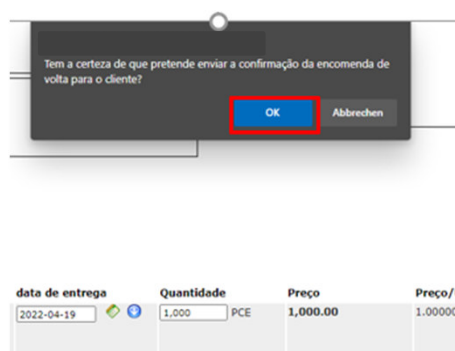 Tem a certeza de que pretende enviar a confirmação da encomenda de
volta para o cliente?
OK Abbrechen
data de entrega Quantidade Preço Preço/
2022-04-19 1,000 PCE 1,000.00 1.00000